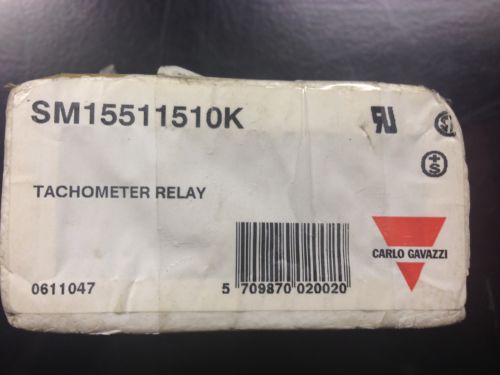 SM15511510K
TACHOMETER RELAY
CARLO GAVAZZI
0611047
5 709870 020020